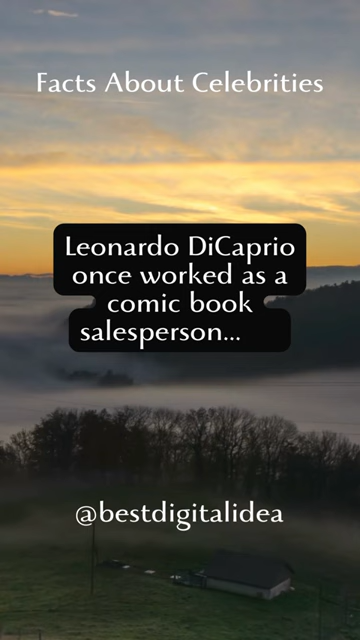 Facts About Celebrities
Leonardo DiCaprio
once worked as a
comic book
salesperson...
@bestdigitalidea